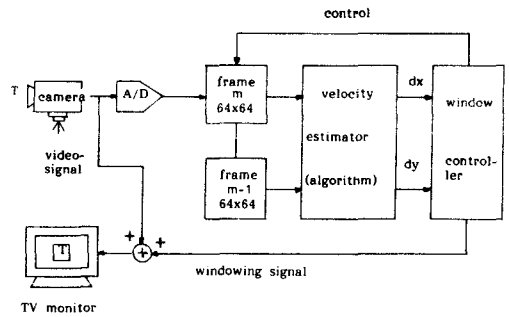 control
T
camera
A/D
frame
m
64x64
velocity
estimator
(algorithm)
dx
dy
window
control-
ler
video-
signal
frame
m-1
64x64
+
+
+
T
windowing signal
TV monitor